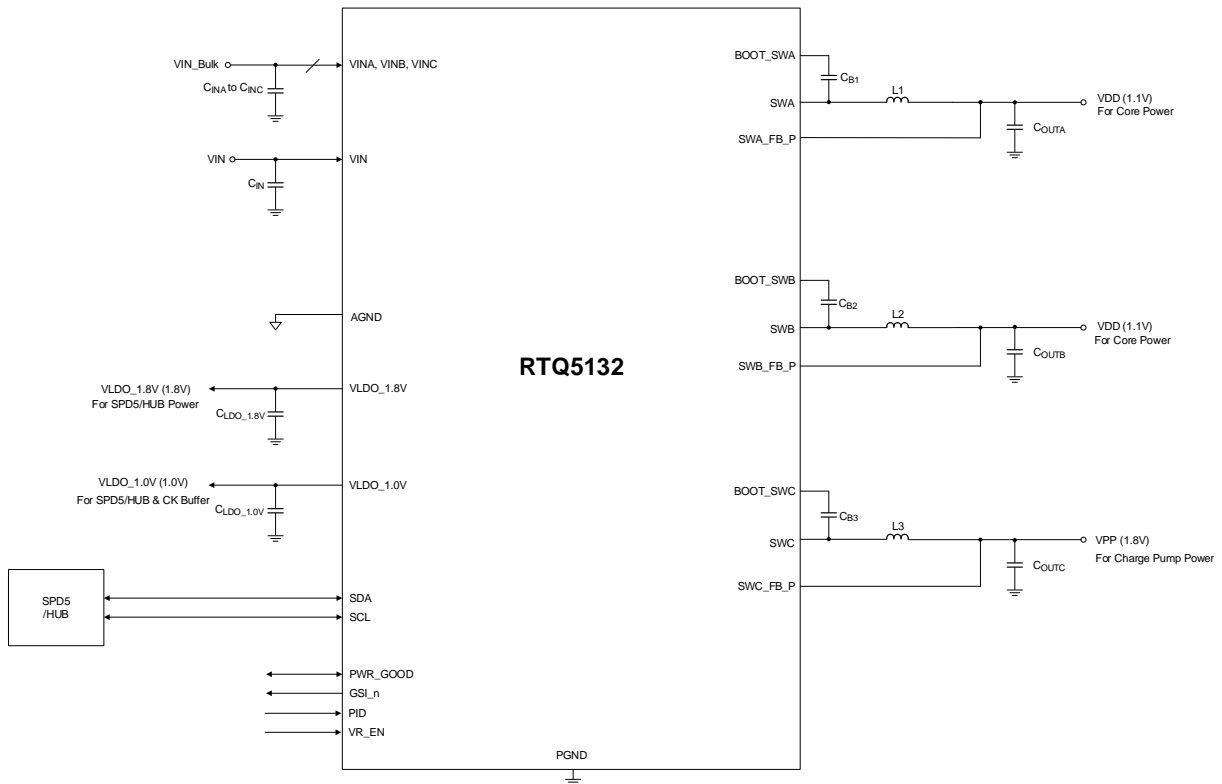 VIN_Bulk
VINA, VINB, VINC
CINA to CINC
VIN
VIN
CIN
AGND
VLDO_1.8V (1.8V)
For SPD5/HUB Power
VLDO_1.8V
CLDO_1.8V
VLDO_1.0V (1.0V)
For SPD5/HUB & CK Buffer
VLDO_1.0V
CLDO_1.0V
SPD5
/HUB
SDA
SCL
PWR_GOOD
GSI_n
PID
VR_EN
RTQ5132
PGND
BOOT_SWA
CB1
SWA
L1
SWA_FB_P
COUTA
VDD (1.1V)
For Core Power
BOOT_SWB
CB2
SWB
L2
SWB_FB_P
COUTB
VDD (1.1V)
For Core Power
BOOT_SWC
CB3
SWC
L3
SWC_FB_P
COUTC
VPP (1.8V)
For Charge Pump Power